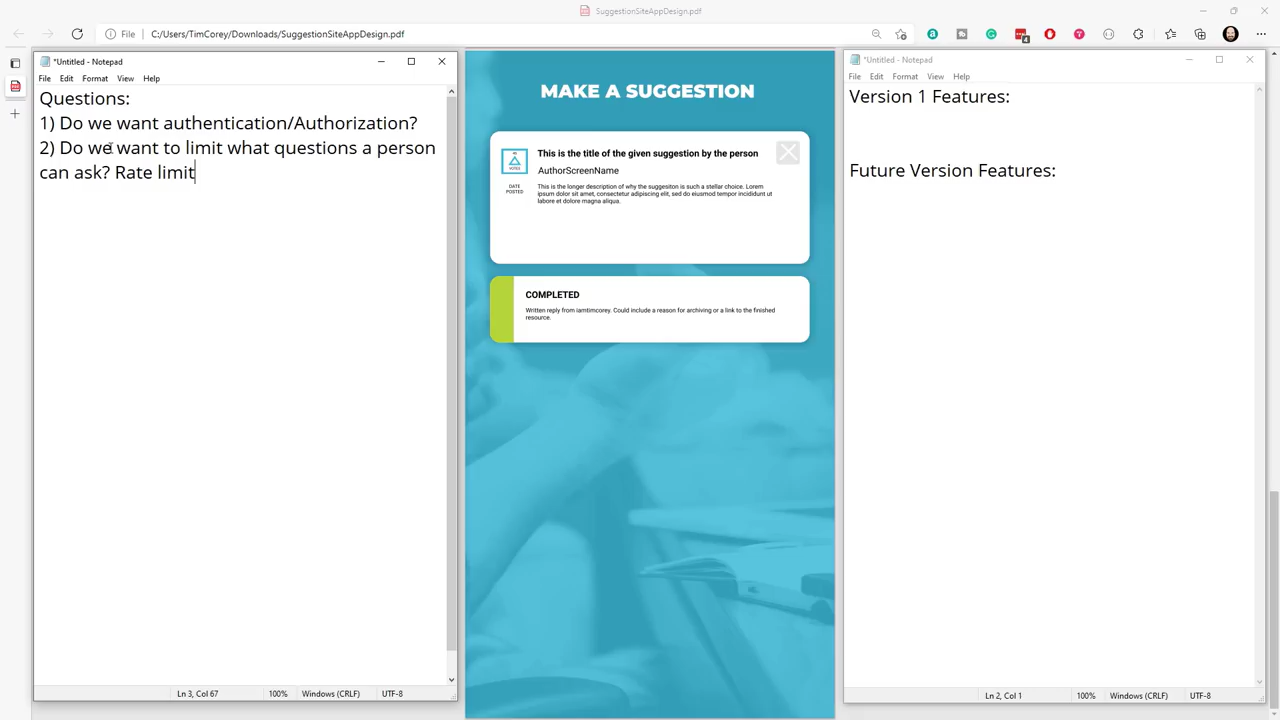 SuggestionSiteAppDesign.pdf
File
C:/Users/TimCorey/Downloads/SuggestionSiteAppDesign.pdf
4
*Untitled - Notepad
File Edit Format View Help
Questions:
1) Do we want authentication/Authorization?
2) Do we want to limit what questions a person
can ask? Rate limit
Ln 3, Col 67 100% Windows (CRLF) UTF-8
MAKE A SUGGESTION
This is the title of the given suggestion by the person
AuthorScreenName
VOTES
DATE
POSTED
This is the longer description of why the suggesiton is such a stellar choice. Lorem
ipsum dolor sit amet, consectetur adipiscing elit, sed do eiusmod tempor incididunt ut
labore et dolore magna aliqua.
COMPLETED
Written reply from iamtimcorey. Could include a reason for archiving or a link to the finished
resource.
*Untitled - Notepad
File Edit Format View Help
Version 1 Features:
Future Version Features:
Ln 2, Col 1 100% Windows (CRLF) UTF-8